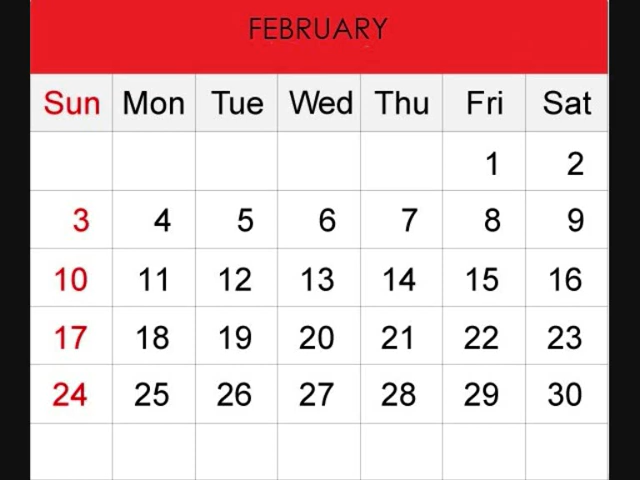 FEBRUARY
Sun Mon Tue Wed Thu Fri Sat
1 2
3 4 5 6 7 8 9
10 11 12 13 14 15 16
17 18 19 20 21 22 23
24 25 26 27 28 29 30